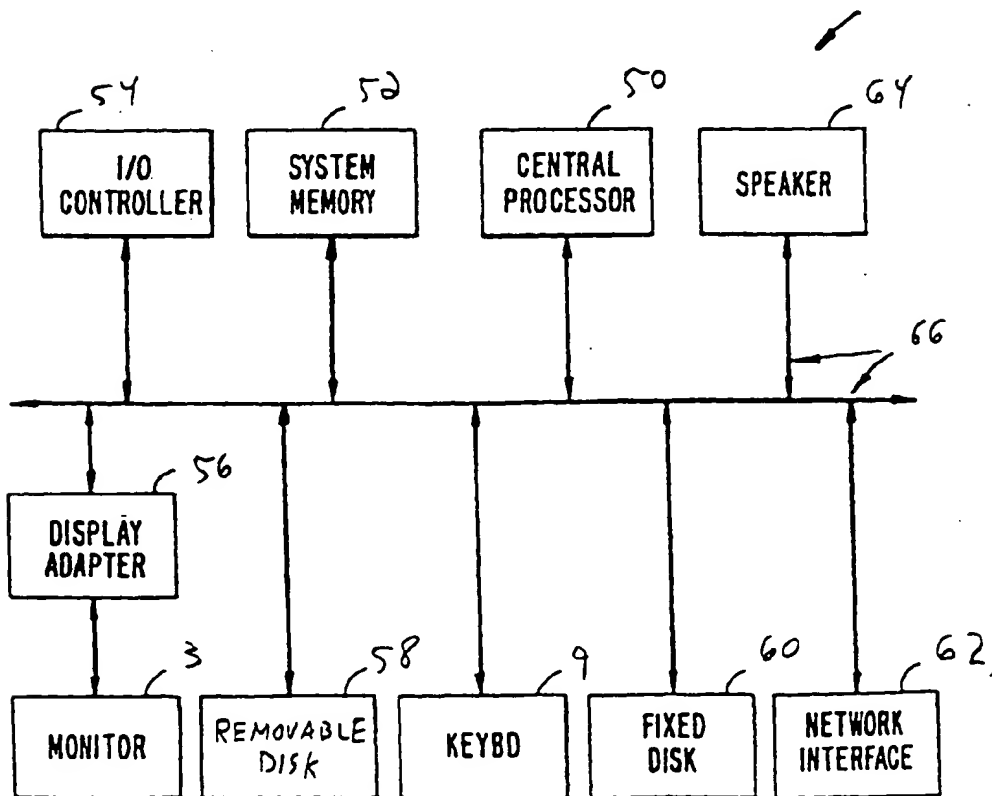 54
52
50
64
I/O
CONTROLLER
SYSTEM
MEMORY
CENTRAL
PROCESSOR
SPEAKER
66
56
DISPLAY
ADAPTER
3
58
9
60
62
MONITOR
REMOVABLE
DISK
KEYBD
FIXED
DISK
NETWORK
INTERFACE